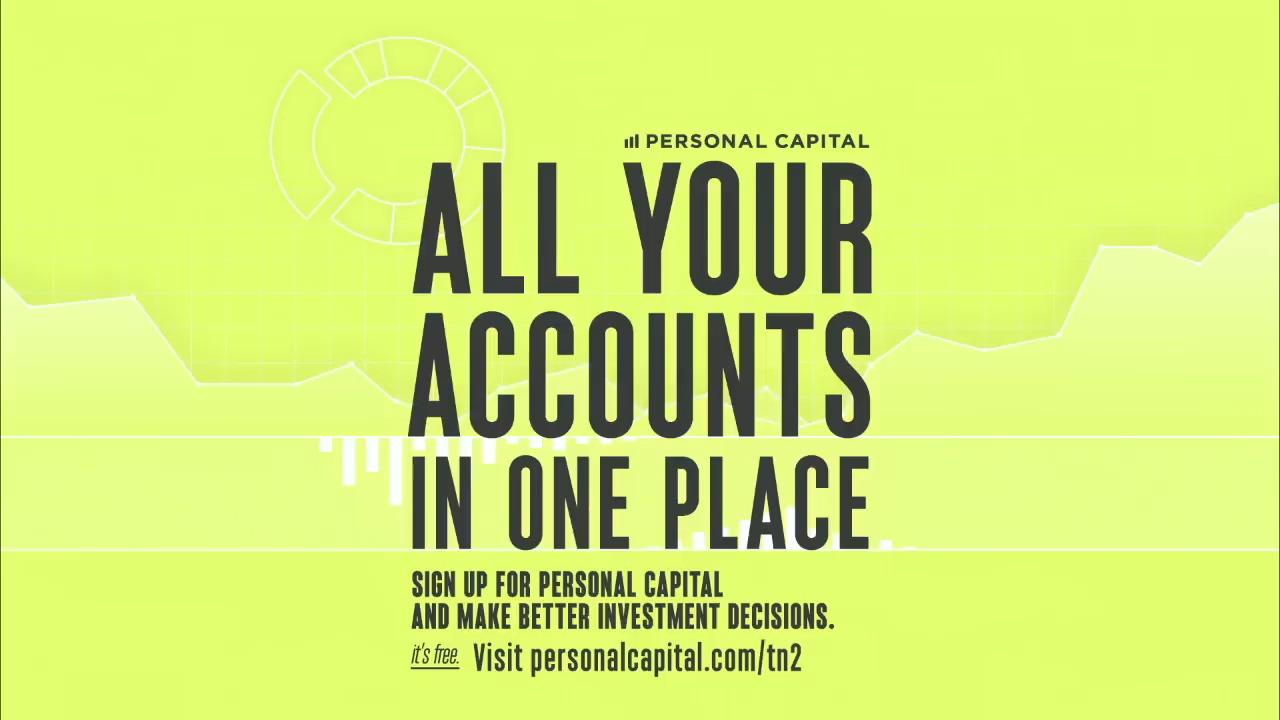 PERSONAL CAPITAL
ALL YOUR
ACCOUNTS
IN ONE PLACE
SIGN UP FOR PERSONAL CAPITAL
AND MAKE BETTER INVESTMENT DECISIONS.
it's free. Visit personalcapital.com/tn2